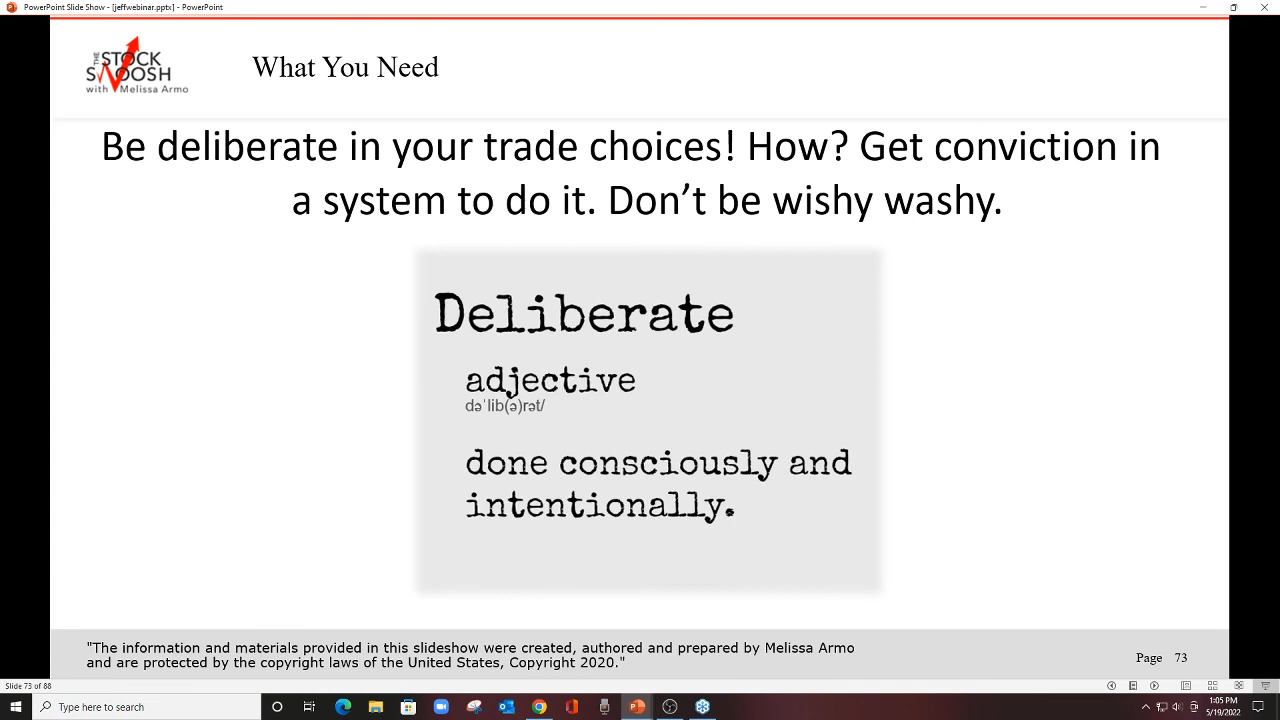 PowerPoint Slide Show - [jeffwebinar.pptx] - PowerPoint
THE
STOCK
SWOOSH
with Melissa Armo
What You Need
Be deliberate in your trade choices! How? Get conviction in
a system to do it. Don’t be wishy washy.
Deliberate
adjective
dəˈlib(ə)rət/
done consciously and
intentionally.
"The information and materials provided in this slideshow were created, authored and prepared by Melissa Armo
and are protected by the copyright laws of the United States, Copyright 2020."
Page 73
Slide 73 of 88
Type here to search
1:05 PM
5/19/2022